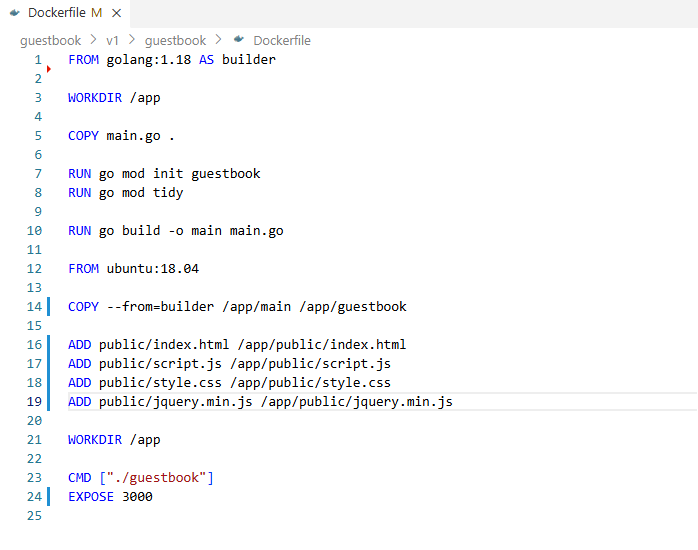 Dockerfile M
guestbook > v1 > guestbook > Dockerfile
1 FROM golang:1.18 AS builder
2
3 WORKDIR /app
4
5 COPY main.go .
6
7 RUN go mod init guestbook
8 RUN go mod tidy
9
10 RUN go build -o main main.go
11
12 FROM ubuntu:18.04
13
14 COPY --from=builder /app/main /app/guestbook
15
16 ADD public/index.html /app/public/index.html
17 ADD public/script.js /app/public/script.js
18 ADD public/style.css /app/public/style.css
19 ADD public/jquery.min.js /app/public/jquery.min.js
20
21 WORKDIR /app
22
23 CMD ["./guestbook"]
24 EXPOSE 3000
25